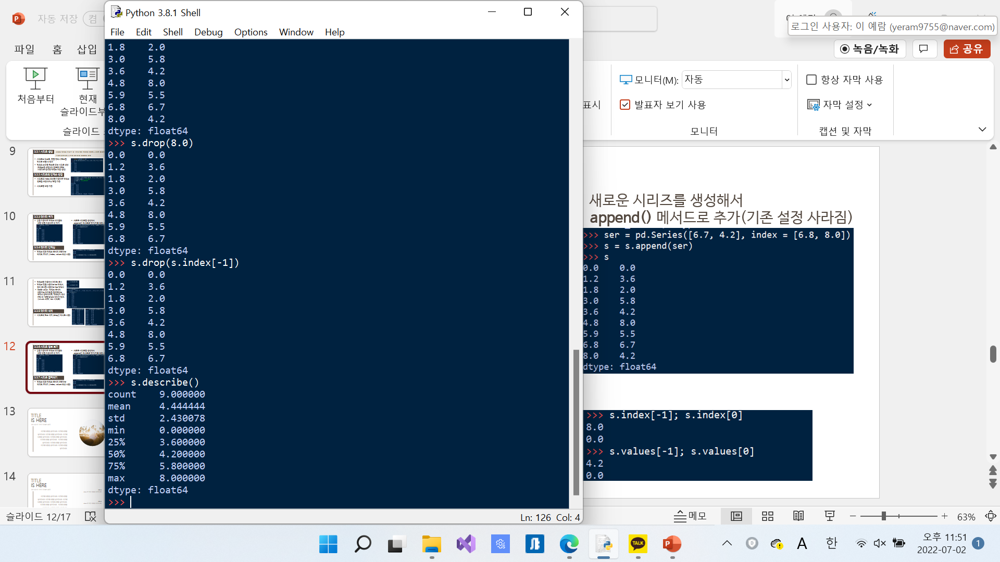 Python 3.8.1 Shell
File Edit Shell Debug Options Window Help
1.8 2.0
3.0 5.8
3.6 4.2
4.8 8.0
5.9 5.5
6.8 6.7
8.0 4.2
dtype: float64
>>> s.drop(8.0)
0.0 0.0
1.2 3.6
1.8 2.0
3.0 5.8
3.6 4.2
4.8 8.0
5.9 5.5
6.8 6.7
dtype: float64
>>> s.drop(s.index[-1])
0.0 0.0
1.2 3.6
1.8 2.0
3.0 5.8
3.6 4.2
4.8 8.0
5.9 5.5
6.8 6.7
dtype: float64
>>> s.describe()
count 9.000000
mean 4.444444
std 2.430078
min 0.000000
25% 3.600000
50% 4.200000
75% 5.800000
max 8.000000
dtype: float64
>>>
Ln: 126 Col: 4
자동 저장 켬
파일 홈 삽입
처음부터
현재
슬라이드부
슬라이드
로그인 사용자: 이 예람 (yeram9755@naver.com)
녹음/녹화
공유
표시
모니터(M): 자동
발표자 보기 사용
모니터
항상 자막 사용
자막 설정
캡션 및 자막
9
10
11
12
13
TITLE
IS HERE
14
TITLE
IS HERE
새로운 시리즈를 생성해서
append() 메서드로 추가(기존 설정 사라짐)
>>> ser = pd.Series([6.7, 4.2], index = [6.8, 8.0])
>>> s = s.append(ser)
>>> s
0.0 0.0
1.2 3.6
1.8 2.0
3.0 5.8
3.6 4.2
4.8 8.0
5.9 5.5
6.8 6.7
8.0 4.2
dtype: float64
>>> s.index[-1]; s.index[0]
8.0
0.0
>>> s.values[-1]; s.values[0]
4.2
0.0
슬라이드 12/17
메모
63%
TALK
A
한
오후 11:51
2022-07-02
1